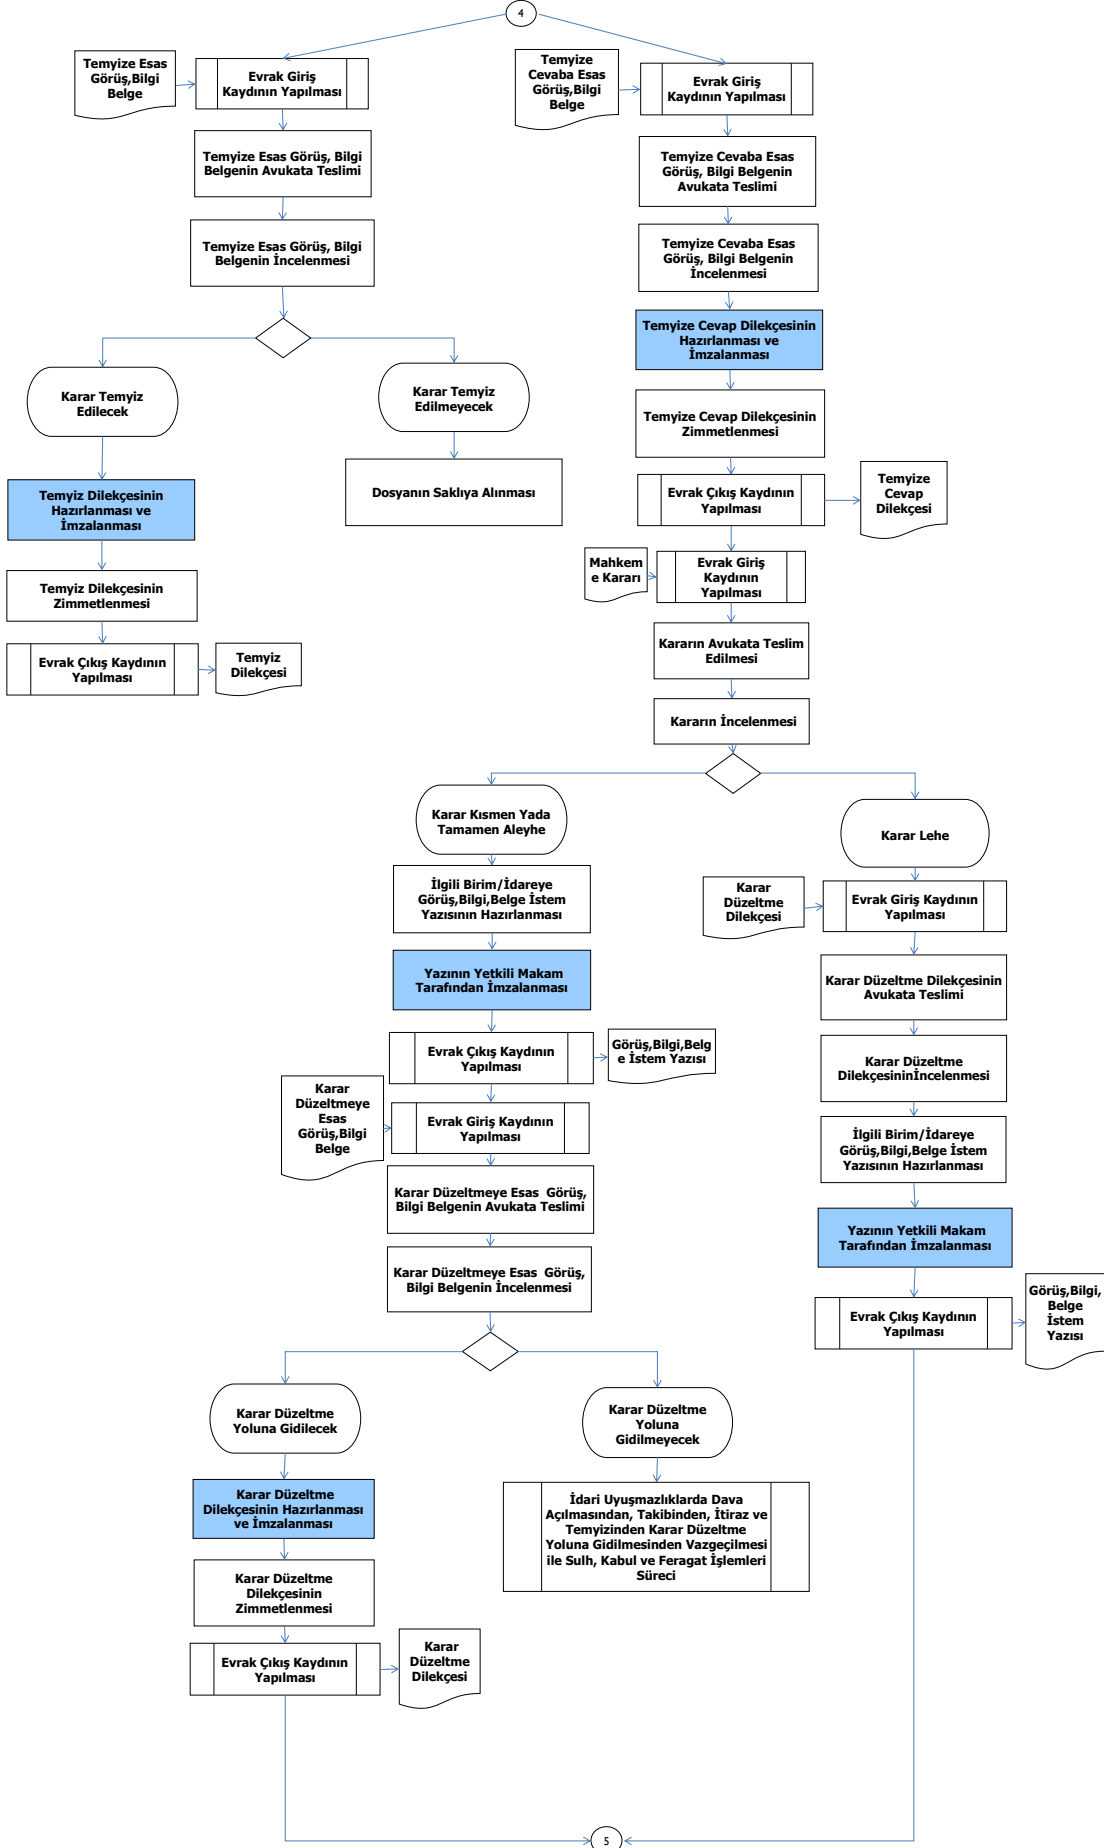 4
Temyize Esas
Görüş,Bilgi
Belge
Evrak Giriş
Kaydının Yapılması
Temyize Esas Görüş, Bilgi
Belgenin Avukata Teslimi
Temyize Esas Görüş, Bilgi
Belgenin İncelenmesi
Karar Temyiz
Edilecek
Karar Temyiz
Edilmeyecek
Temyiz Dilekçesinin
Hazırlanması ve
İmzalanması
Dosyanın Saklıya Alınması
Temyiz Dilekçesinin
Zimmetlenmesi
Evrak Çıkış Kaydının
Yapılması
Temyiz
Dilekçesi
Temyize
Cevaba Esas
Görüş,Bilgi
Belge
Evrak Giriş
Kaydının Yapılması
Temyize Cevaba Esas
Görüş, Bilgi Belgenin
Avukata Teslimi
Temyize Cevaba Esas
Görüş, Bilgi Belgenin
İncelenmesi
Temyize Cevap Dilekçesinin
Hazırlanması ve
İmzalanması
Temyize Cevap Dilekçesinin
Zimmetlenmesi
Evrak Çıkış Kaydının
Yapılması
Temyize
Cevap
Dilekçesi
Mahkem
e Kararı
Evrak Giriş
Kaydının
Yapılması
Kararın Avukata Teslim
Edilmesi
Kararın İncelenmesi
Karar Kısmen Yada
Tamamen Aleyhe
İlgili Birim/İdareye
Görüş,Bilgi,Belge İstem
Yazısının Hazırlanması
Yazının Yetkili Makam
Tarafından İmzalanması
Evrak Çıkış Kaydının
Yapılması
Görüş,Bilgi,Belg
e İstem Yazısı
Karar
Düzeltmeye
Esas
Görüş,Bilgi
Belge
Evrak Giriş Kaydının
Yapılması
Karar Düzeltmeye Esas  Görüş,
Bilgi Belgenin Avukata Teslimi
Karar Düzeltmeye Esas  Görüş,
Bilgi Belgenin İncelenmesi
Karar Lehe
Karar
Düzeltme
Dilekçesi
Evrak Giriş Kaydının
Yapılması
Karar Düzeltme Dilekçesinin
Avukata Teslimi
Karar Düzeltme
Dilekçesininİncelenmesi
İlgili Birim/İdareye
Görüş,Bilgi,Belge İstem
Yazısının Hazırlanması
Yazının Yetkili Makam
Tarafından İmzalanması
Evrak Çıkış Kaydının
Yapılması
Görüş,Bilgi,
Belge
İstem
Yazısı
Karar Düzeltme
Yoluna Gidilecek
Karar Düzeltme
Dilekçesinin Hazırlanması
ve İmzalanması
Karar Düzeltme
Dilekçesinin
Zimmetlenmesi
Evrak Çıkış Kaydının
Yapılması
Karar
Düzeltme
Dilekçesi
Karar Düzeltme
Yoluna
Gidilmeyecek
İdari Uyuşmazlıklarda Dava
Açılmasından, Takibinden, İtiraz ve
Temyizinden Karar Düzeltme
Yoluna Gidilmesinden Vazgeçilmesi
ile Sulh, Kabul ve Feragat İşlemleri
Süreci
5